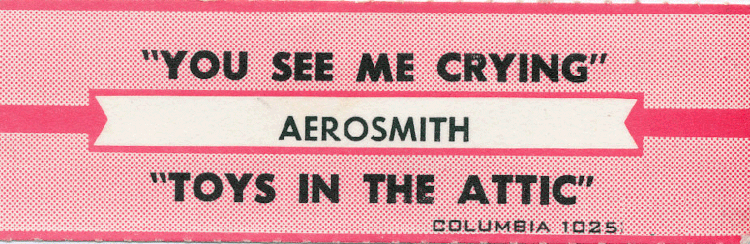 "YOU SEE ME CRYING"
AEROSMITH
"TOYS IN THE ATTIC"
COLUMBIA 1025